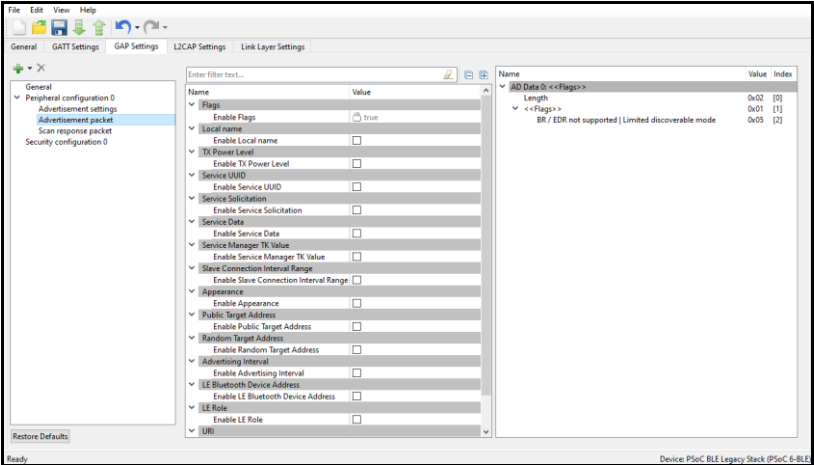 File Edit View Help
General GATT Settings GAP Settings L2CAP Settings Link Layer Settings
General
Peripheral configuration 0
Advertisement settings
Advertisement packet
Scan response packet
Security configuration 0
Restore Defaults
Enter filter text...
Name Value
Flags
Enable Flags true
Local name
Enable Local name
TX Power Level
Enable TX Power Level
Service UUID
Enable Service UUID
Service Solicitation
Enable Service Solicitation
Service Data
Enable Service Data
Service Manager TK Value
Enable Service Manager TK Value
Slave Connection Interval Range
Enable Slave Connection Interval Range
Appearance
Enable Appearance
Public Target Address
Enable Public Target Address
Random Target Address
Enable Random Target Address
Advertising Interval
Enable Advertising Interval
LE Bluetooth Device Address
Enable LE Bluetooth Device Address
LE Role
Enable LE Role
URI
Name Value Index
AD Data 0: <<Flags>>
Length 0x02 [0]
<<Flags>> 0x01 [1]
BR / EDR not supported | Limited discoverable mode 0x05 [2]
Ready Device: PSoC BLE Legacy Stack (PSoC 6-BLE)